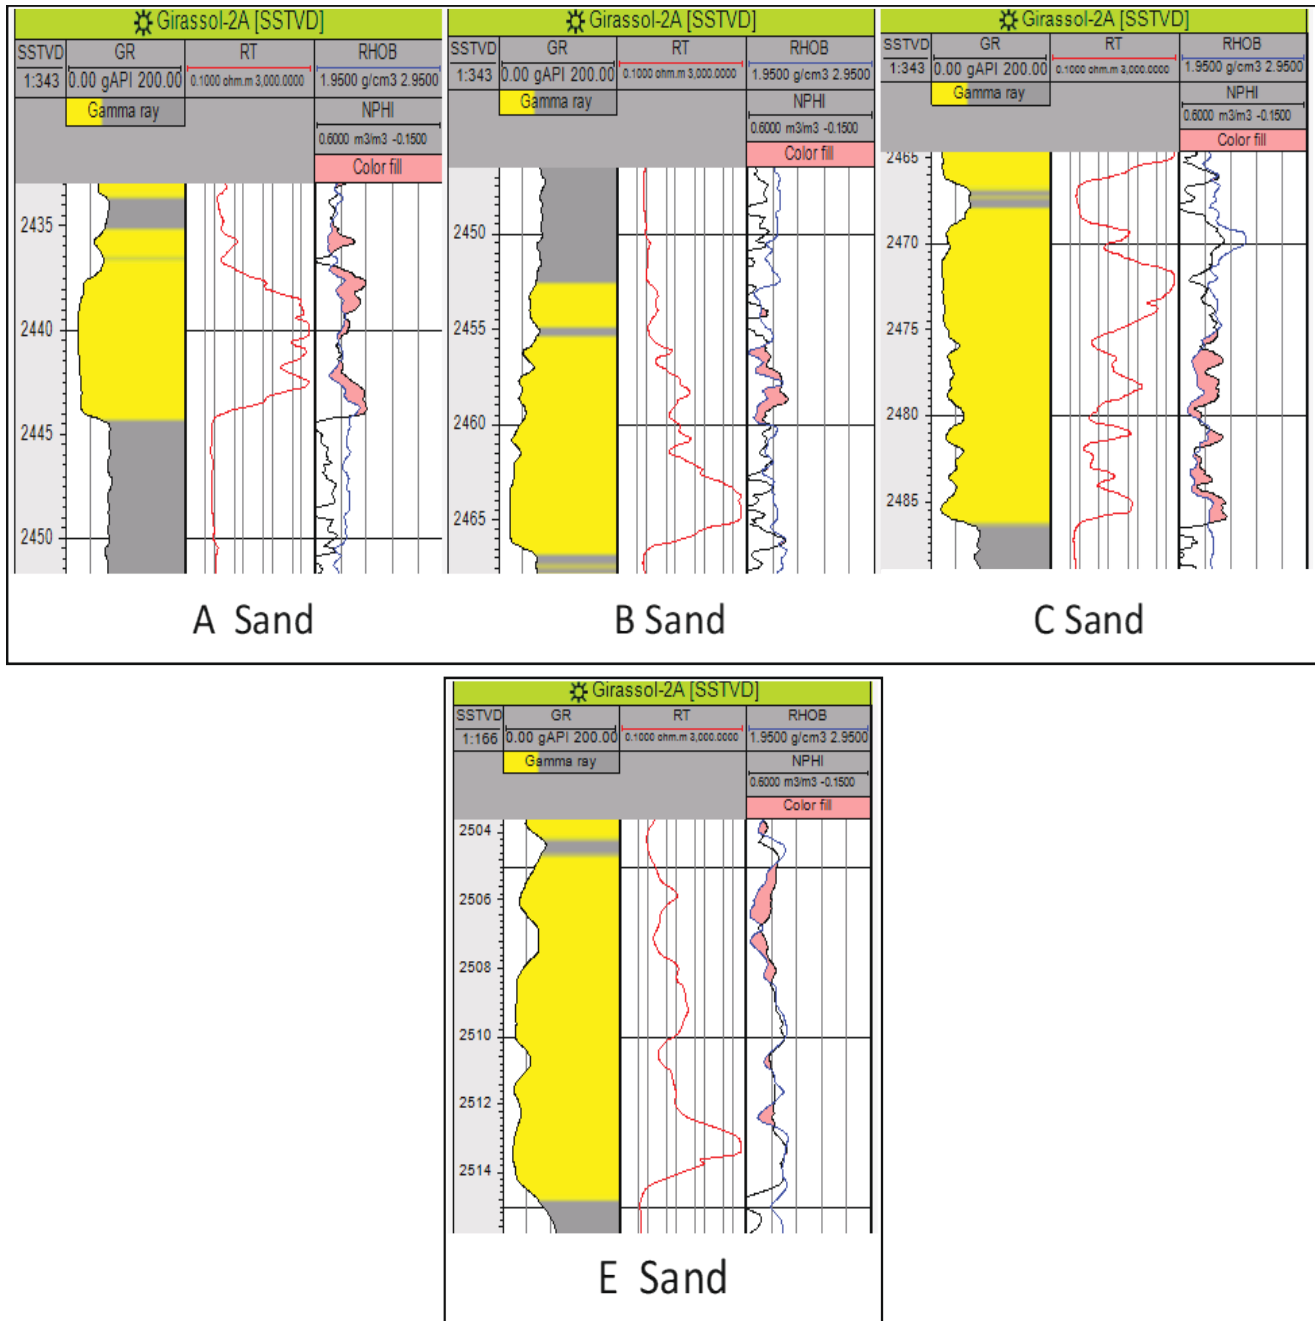 Girassol-2A [SSTVD]
SSTVD GR RT RHOB
1:343 0.00 gAPI 200.00 0.1000 ohm.m 3,000.0000 1.9500 g/cm3 2.9500
Gamma ray NPHI
0.6000 m3/m3 -0.1500
Color fill
2435
2440
2445
2450
A Sand
Girassol-2A [SSTVD]
SSTVD GR RT RHOB
1:343 0.00 gAPI 200.00 0.1000 ohm.m 3,000.0000 1.9500 g/cm3 2.9500
Gamma ray NPHI
0.6000 m3/m3 -0.1500
Color fill
2450
2455
2460
2465
B Sand
Girassol-2A [SSTVD]
SSTVD GR RT RHOB
1:343 0.00 gAPI 200.00 0.1000 ohm.m 3,000.0000 1.9500 g/cm3 2.9500
Gamma ray NPHI
0.6000 m3/m3 -0.1500
Color fill
2465
2470
2475
2480
2485
C Sand
Girassol-2A [SSTVD]
SSTVD GR RT RHOB
1:166 0.00 gAPI 200.00 0.1000 ohm.m 3,000.0000 1.9500 g/cm3 2.9500
Gamma ray NPHI
0.6000 m3/m3 -0.1500
Color fill
2504
2506
2508
2510
2512
2514
E Sand